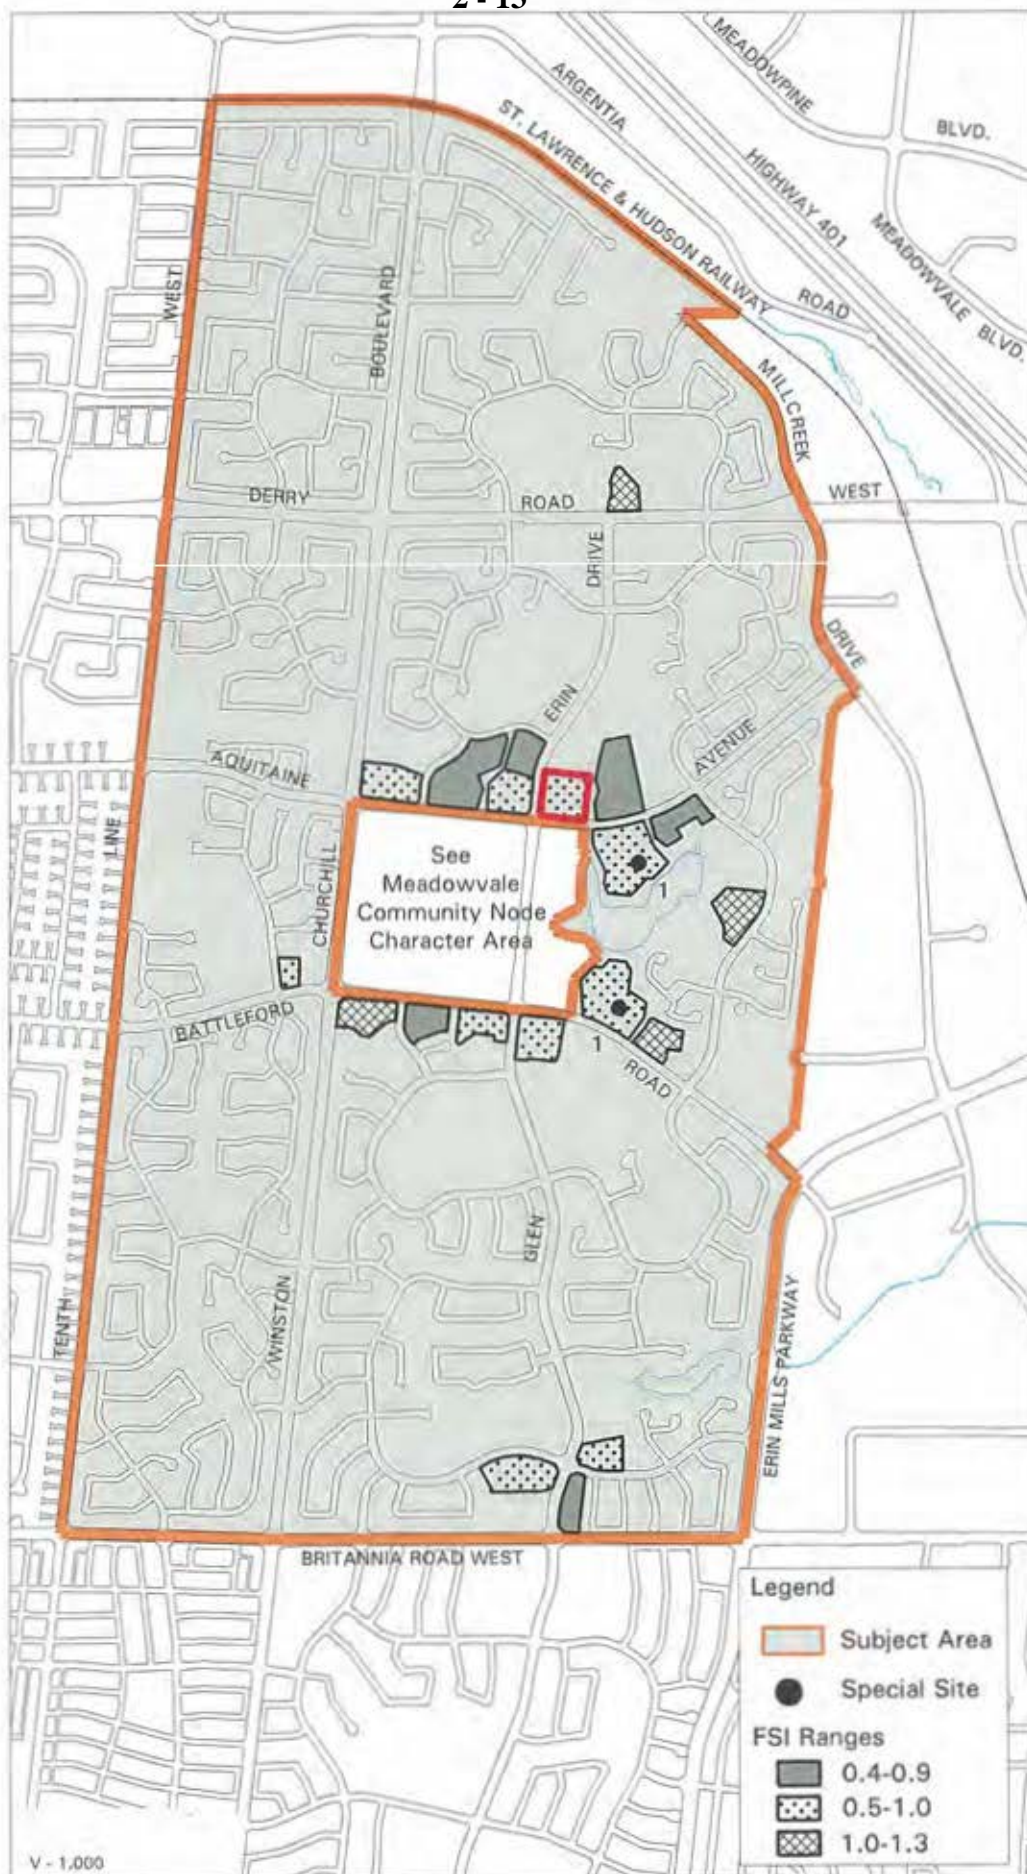 2 - 13
MEADOWPINE
BLVD.
ARGENTIA
ROAD
ST. LAWRENCE & HUDSON RAILWAY
HIGHWAY 401
MEADOWVALE BLVD.
WEST
BOULEVARD
MILLCREEK
DERRY
ROAD
WEST
DRIVE
DRIVE
ERIN
AVENUE
AQUITAINE
LINE
CHURCHILL
See
Meadowvale
Community Node
Character Area
1
BATTLEFORD
1
ROAD
GLEN
WINSTON
TENTH
ERIN MILLS PARKWAY
BRITANNIA ROAD WEST
Legend
Subject Area
Special Site
FSI Ranges
0.4-0.9
0.5-1.0
1.0-1.3
V - 1.000